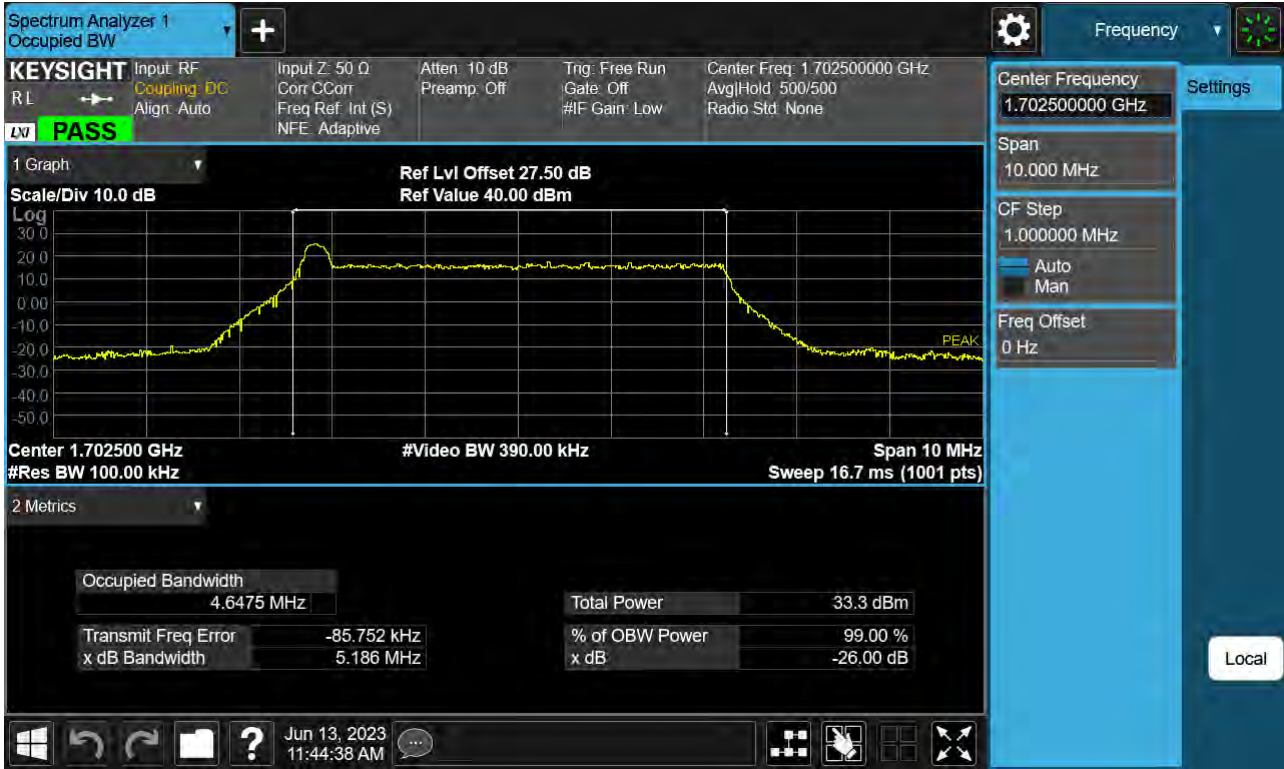 Spectrum Analyzer 1
Occupied BW
Frequency
KEYSIGHT
RL
LXI
PASS
Input: RF
Coupling: DC
Align: Auto
Input Z: 50 Ω
Corr CCorr
Freq Ref: Int (S)
NFE: Adaptive
Atten: 10 dB
Preamp: Off
Trig: Free Run
Gate: Off
#IF Gain: Low
Center Freq: 1.702500000 GHz
Avg|Hold: 500/500
Radio Std: None
1 Graph
Scale/Div 10.0 dB
Ref Lvl Offset 27.50 dB
Ref Value 40.00 dBm
Log
30.0
20.0
10.0
0.00
-10.0
-20.0
-30.0
-40.0
-50.0
PEAK
Center 1.702500 GHz
#Video BW 390.00 kHz
Span 10 MHz
#Res BW 100.00 kHz
Sweep 16.7 ms (1001 pts)
2 Metrics
Occupied Bandwidth
4.6475 MHz
Total Power 33.3 dBm
Transmit Freq Error -85.752 kHz
% of OBW Power 99.00 %
x dB Bandwidth 5.186 MHz
x dB -26.00 dB
Center Frequency
1.702500000 GHz
Settings
Span
10.000 MHz
CF Step
1.000000 MHz
Auto
Man
Freq Offset
0 Hz
Local
?
Jun 13, 2023
11:44:38 AM